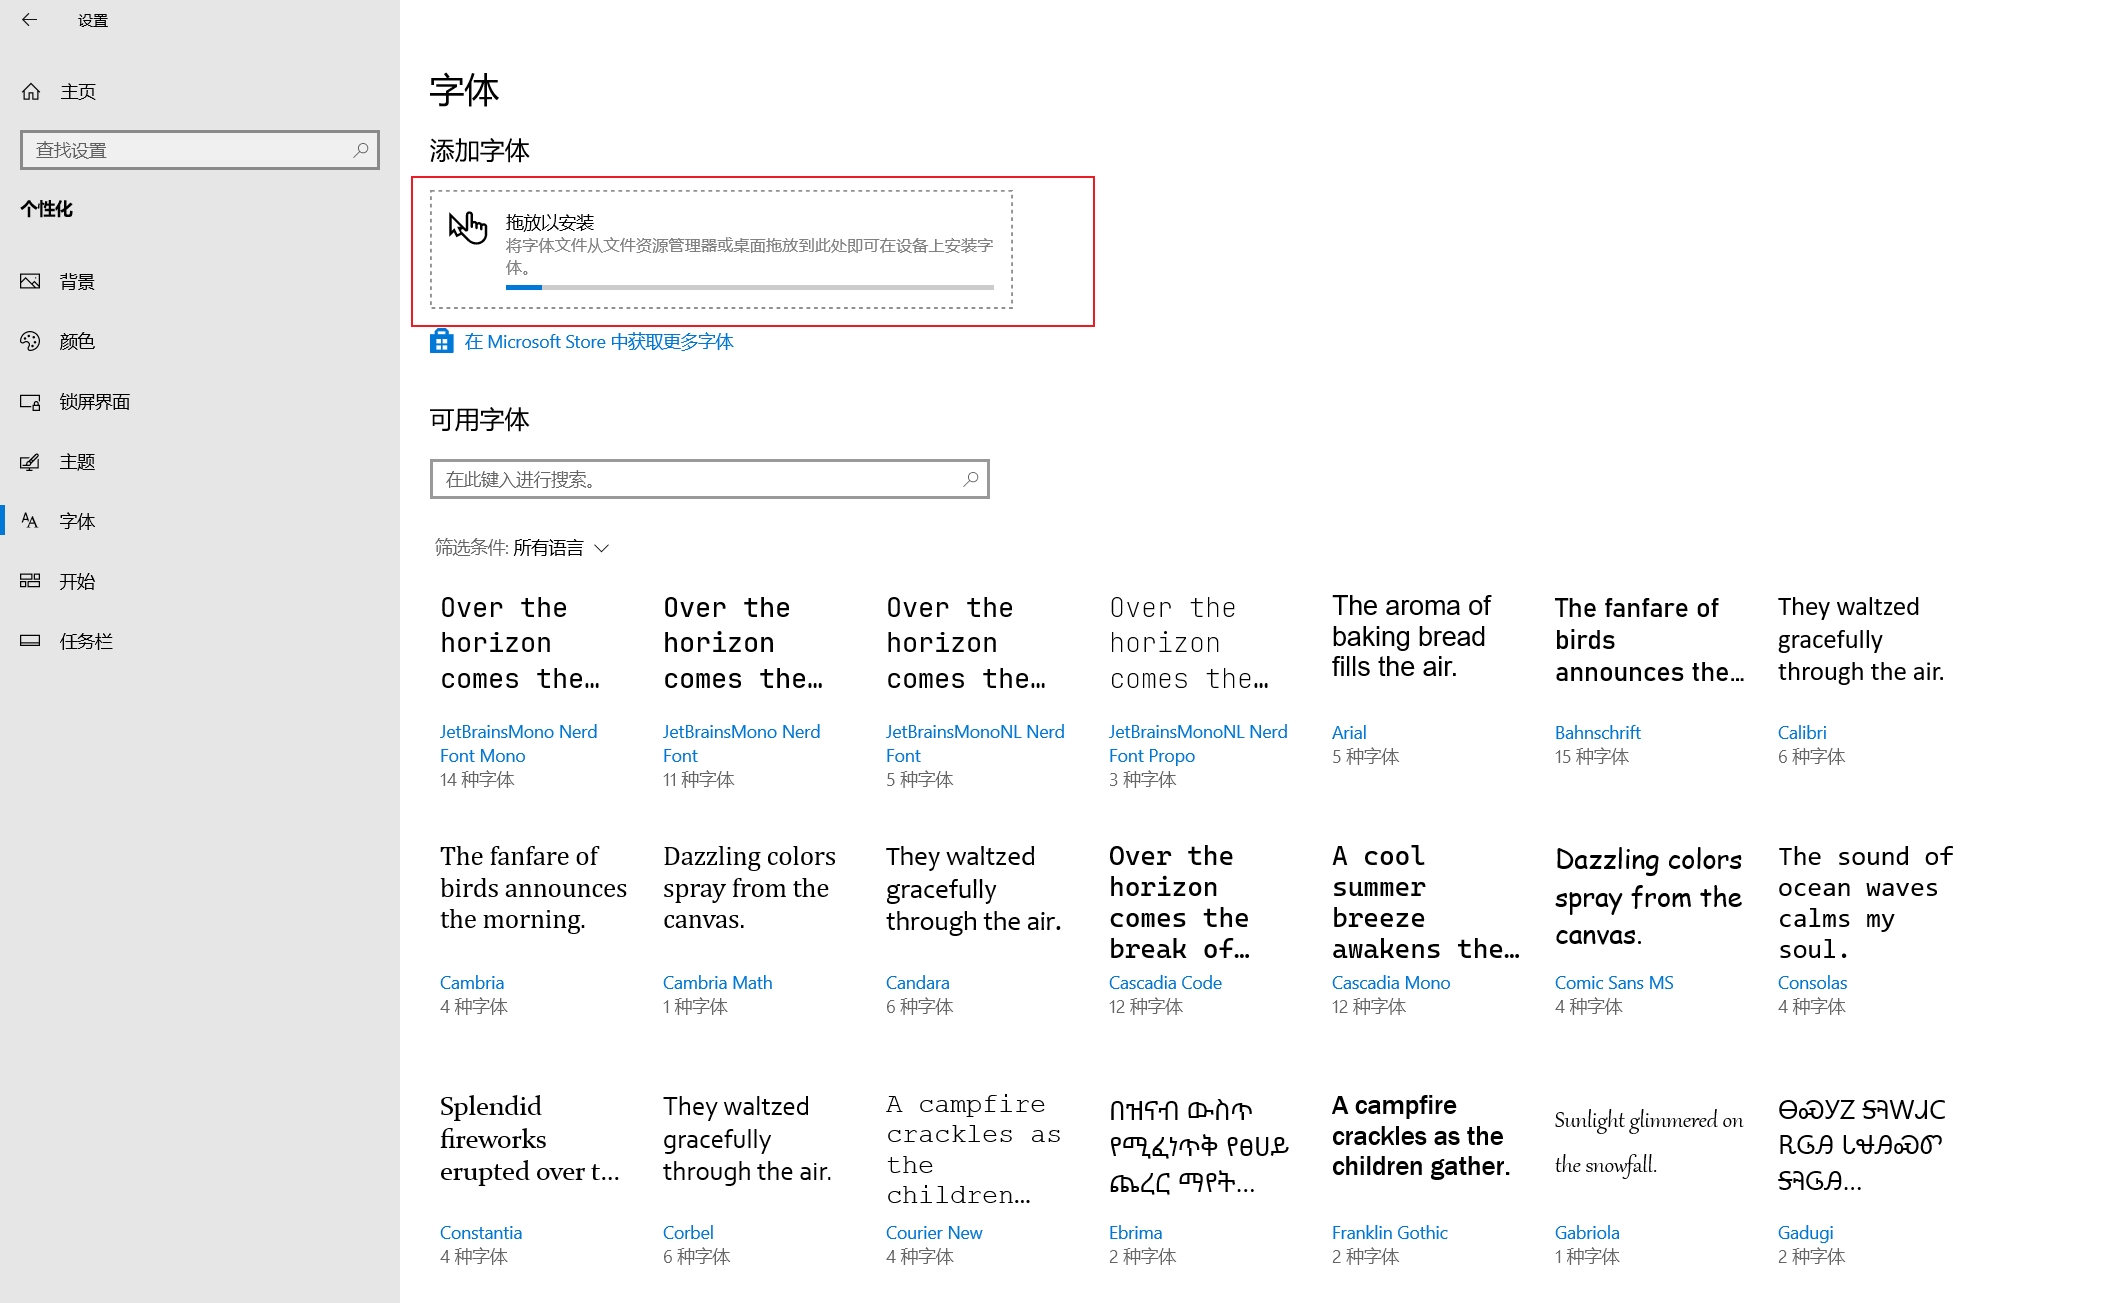 设置
主页
查找设置
个性化
背景
颜色
锁屏界面
主题
字体
开始
任务栏
字体
添加字体
拖放以安装
将字体文件从文件资源管理器或桌面拖放到此处即可在设备上安装字
体。
在 Microsoft Store 中获取更多字体
可用字体
在此键入进行搜索。
筛选条件: 所有语言
Over the
horizon
comes the...
JetBrainsMono Nerd
Font Mono
14 种字体
Over the
horizon
comes the...
JetBrainsMono Nerd
Font
11 种字体
Over the
horizon
comes the...
JetBrainsMonoNL Nerd
Font
5 种字体
Over the
horizon
comes the...
JetBrainsMonoNL Nerd
Font Propo
3 种字体
The aroma of
baking bread
fills the air.
Arial
5 种字体
The fanfare of
birds
announces the...
Bahnschrift
15 种字体
They waltzed
gracefully
through the air.
Calibri
6 种字体
The fanfare of
birds announces
the morning.
Cambria
4 种字体
Dazzling colors
spray from the
canvas.
Cambria Math
1 种字体
They waltzed
gracefully
through the air.
Candara
6 种字体
Over the
horizon
comes the
break of...
Cascadia Code
12 种字体
A cool
summer
breeze
awakens the...
Cascadia Mono
12 种字体
Dazzling colors
spray from the
canvas.
Comic Sans MS
4 种字体
The sound of
ocean waves
calms my
soul.
Consolas
4 种字体
Splendid
fireworks
erupted over t...
Constantia
4 种字体
They waltzed
gracefully
through the air.
Corbel
6 种字体
A campfire
crackles as
the
children...
Courier New
4 种字体
በዝናብ ውስጥ
የሚፈነጥቅ የፀሀይ
ጨረር ማየት...
Ebrima
2 种字体
A campfire
crackles as the
children gather.
Franklin Gothic
2 种字体
Sunlight glimmered on
the snowfall.
Gabriola
1 种字体
Gadugi
2 种字体